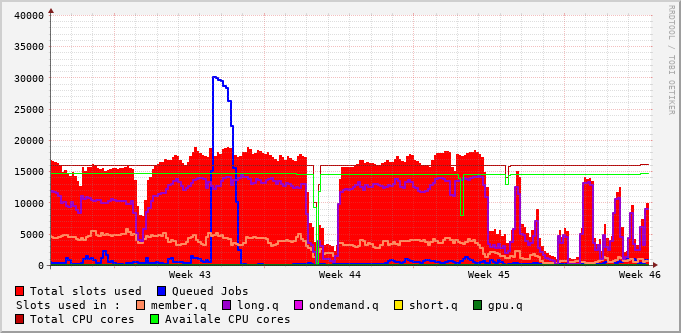 RRDTOOL / TOBI OETIKER
40000
35000
30000
25000
20000
15000
10000
5000
0
Week 43 Week 44 Week 45 Week 46
Total slots used Queued Jobs
Slots used in : member.q long.q ondemand.q short.q gpu.q
Total CPU cores Availale CPU cores